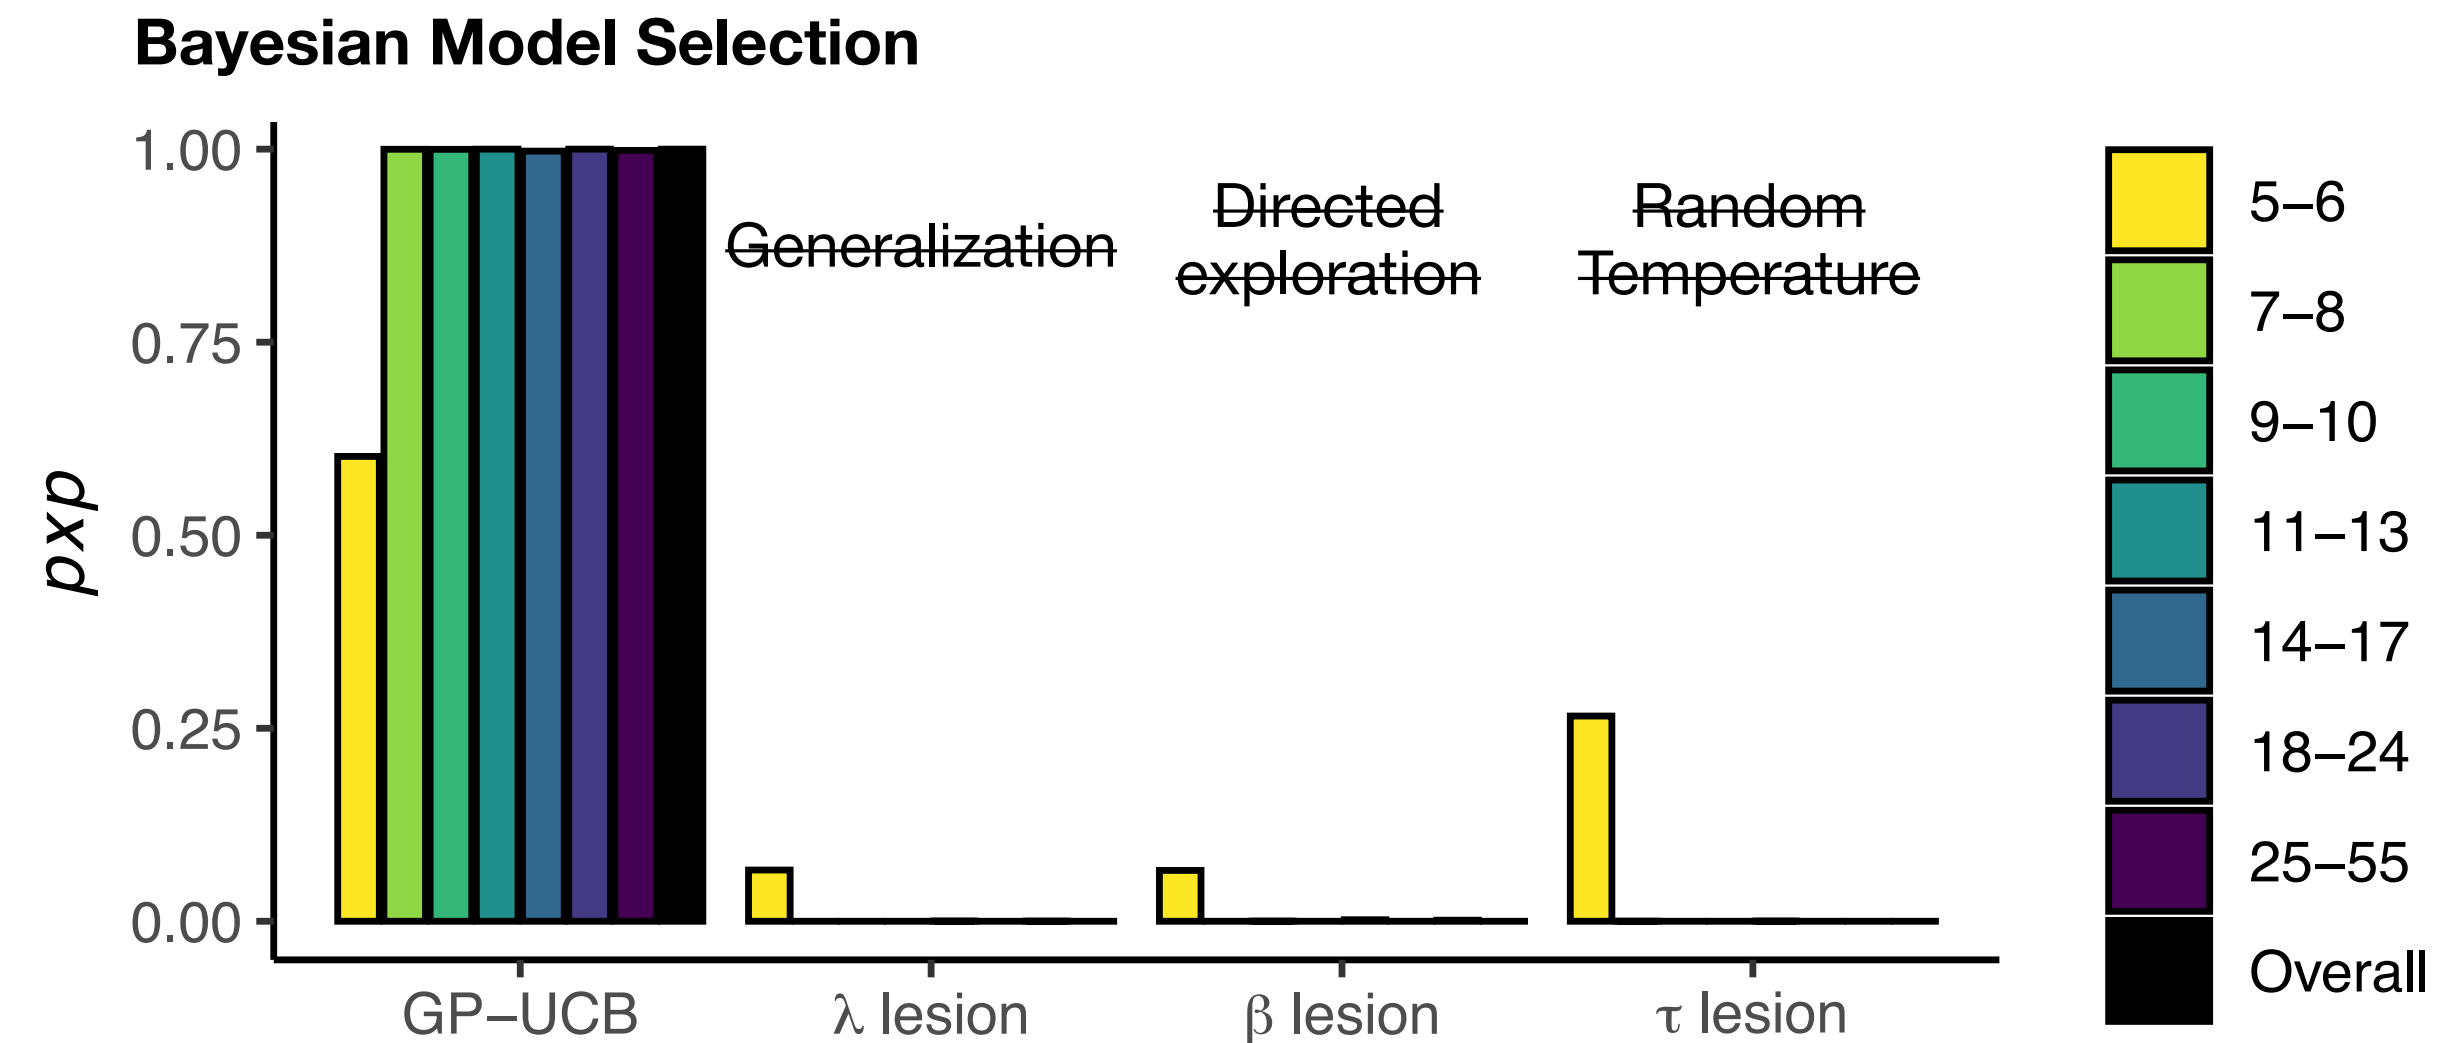 Bayesian Model Selection
pxp
1.00
0.75
0.50
0.25
0.00
Generalization
Directed
exploration
Random
Temperature
GP−UCB
λ lesion
β lesion
τ lesion
5−6
7−8
9−10
11−13
14−17
18−24
25−55
Overall